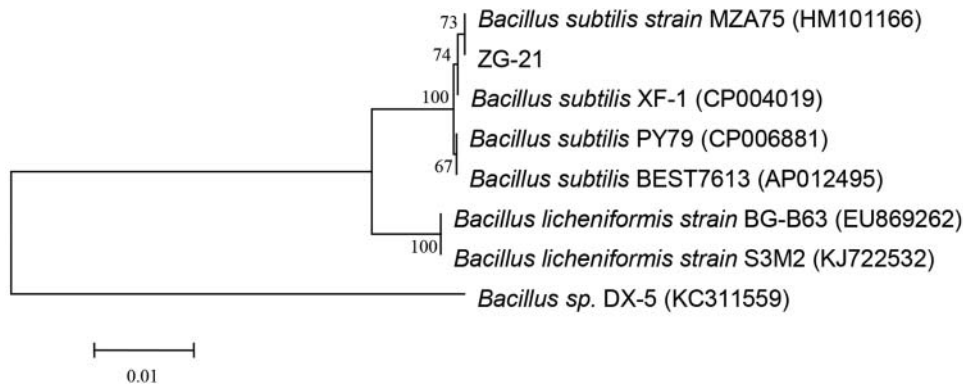 73
Bacillus subtilis strain MZA75 (HM101166)
74
ZG-21
100
Bacillus subtilis XF-1 (CP004019)
Bacillus subtilis PY79 (CP006881)
67
Bacillus subtilis BEST7613 (AP012495)
Bacillus licheniformis strain BG-B63 (EU869262)
100
Bacillus licheniformis strain S3M2 (KJ722532)
Bacillus sp. DX-5 (KC311559)
0.01